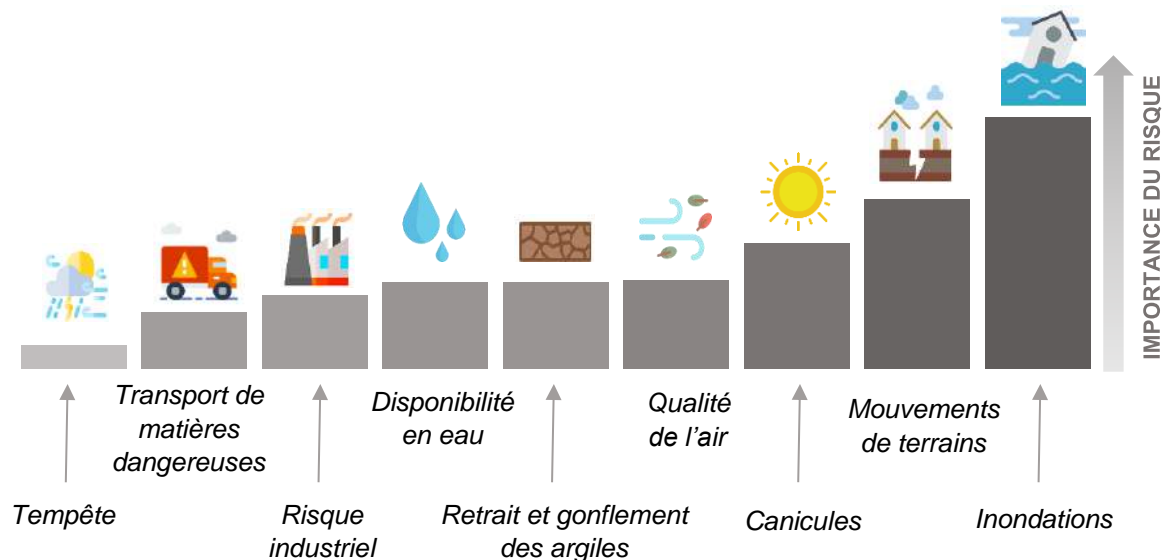 IMPORTANCE DU RISQUE
Transport de
matières
dangereuses
Disponibilité
en eau
Qualité
de l’air
Mouvements
de terrains
Tempête
Risque
industriel
Retrait et gonflement
des argiles
Canicules
Inondations